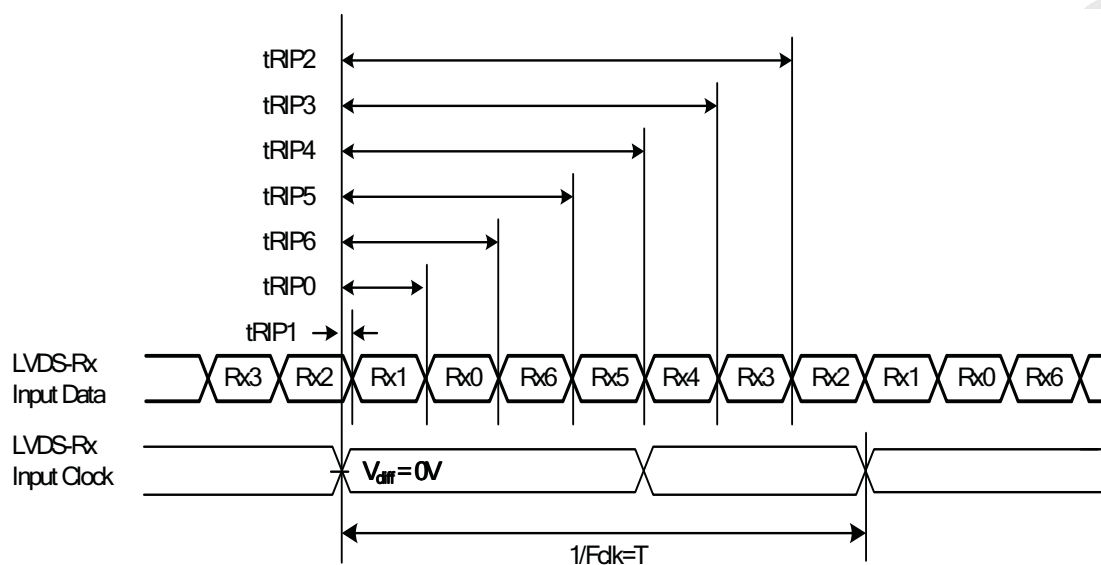 tRIP2
tRIP3
tRIP4
tRIP5
tRIP6
tRIP0
tRIP1
LVDS-Rx
Input Data
Rx3 Rx2 Rx1 Rx0 Rx6 Rx5 Rx4 Rx3 Rx2 Rx1 Rx0 Rx6
LVDS-Rx
Input Clock
Vdiff = 0V
1/Fclk=T